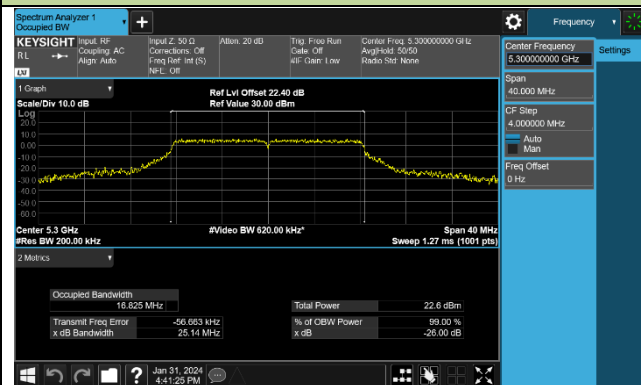 Spectrum Analyzer 1
Occupied BW
+
Frequency
KEYSIGHT
RL
LXI
Input: RF
Coupling: AC
Align: Auto
Input Z: 50 Ω
Corrections: Off
Freq Ref: Int (S)
NFE: Off
Atten: 20 dB
Trig: Free Run
Gate: Off
#IF Gain: Low
Center Freq: 5.300000000 GHz
Avg|Hold: 50/50
Radio Std: None
Center Frequency
5.300000000 GHz
Settings
Span
40.000 MHz
CF Step
4.000000 MHz
Auto
Man
Freq Offset
0 Hz
1 Graph
Scale/Div 10.0 dB
Ref Lvl Offset 22.40 dB
Ref Value 30.00 dBm
Log
20.0
10.0
0.00
-10.0
-20.0
-30.0
-40.0
-50.0
-60.0
Center 5.3 GHz
#Res BW 200.00 kHz
#Video BW 620.00 kHz*
Span 40 MHz
Sweep 1.27 ms (1001 pts)
2 Metrics
Occupied Bandwidth
16.825 MHz
Total Power 22.6 dBm
Transmit Freq Error -56.663 kHz
% of OBW Power 99.00 %
x dB Bandwidth 25.14 MHz
x dB -26.00 dB
?
Jan 31, 2024
4:41:25 PM